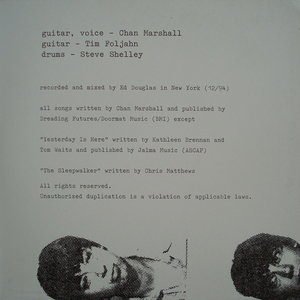 guitar, voice - Chan Marshall
guitar - Tim Foljahn
drums - Steve Shelley
recorded and mixed by Ed Douglas in New York (12/94)
all songs written by Chan Marshall and published by
Dreading Futures/Doormat Music (BMI) except
"Yesterday Is Here" written by Kathleen Brennan and
Tom Waits and published by Jalma Music (ASCAP)
"The Sleepwalker" written by Chris Matthews
All rights reserved.
Unauthorized duplication is a violation of applicable laws.